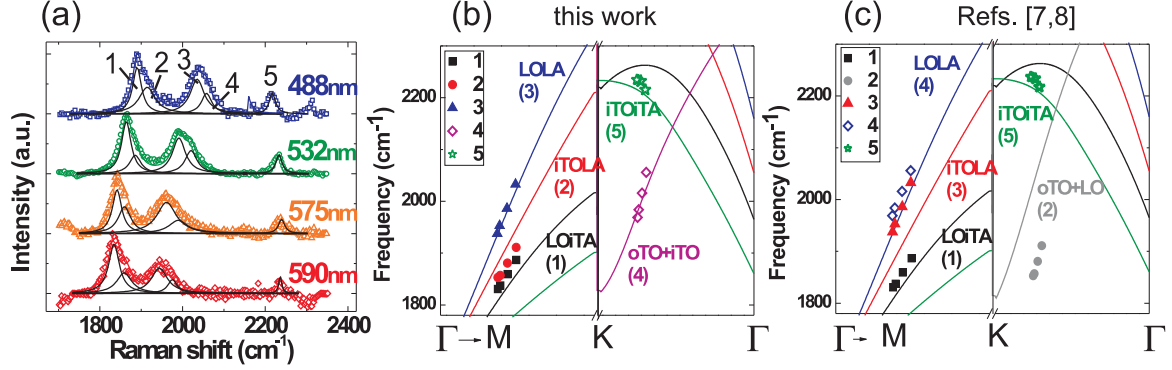 (a)
1
2
3
4
5
488nm
532nm
575nm
590nm
Intensity (a.u.)
1800 2000 2200 2400
Raman shift (cm-1)
(b)
this work
1
2
3
4
5
LOLA
(3)
iTOiTA
(5)
iTOLA
(2)
LOiTA
(1)
oTO+iTO
(4)
Frequency (cm-1)
2200
2000
1800
Γ → M K Γ
(c)
Refs. [7,8]
1
2
3
4
5
LOLA
(4)
iTOiTA
(5)
iTOLA
(3)
oTO+LO
(2)
LOiTA
(1)
Frequency (cm-1)
2200
2000
1800
Γ → M K Γ